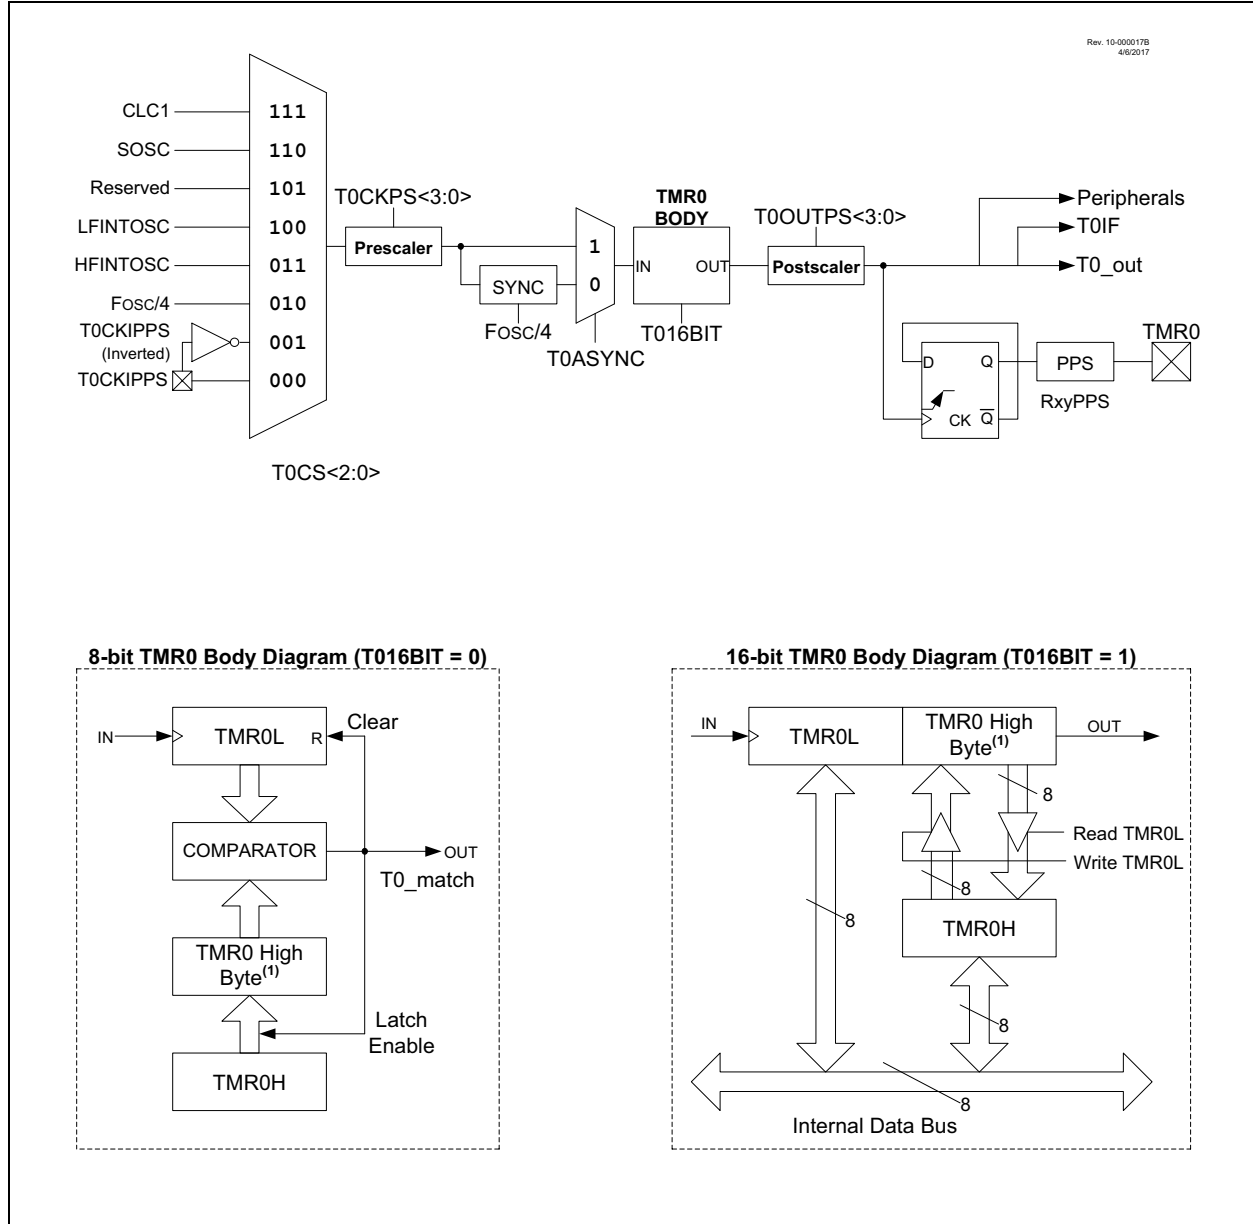 Rev. 10-000017B
4/6/2017
CLC1
111
SOSC
110
Reserved
101
LFINTOSC
100
HFINTOSC
011
FOSC/4
010
T0CKIPPS
(Inverted)
001
T0CKIPPS
000
T0CS<2:0>
T0CKPS<3:0>
Prescaler
SYNC
FOSC/4
1
0
T0ASYNC
TMR0
BODY
IN
OUT
T016BIT
T0OUTPS<3:0>
Postscaler
Peripherals
T0IF
T0_out
D
Q
CK
Q
PPS
RxyPPS
TMR0
8-bit TMR0 Body Diagram (T016BIT = 0)
IN
TMR0L
R
Clear
COMPARATOR
OUT
T0_match
TMR0 High
Byte(1)
Latch
Enable
TMR0H
16-bit TMR0 Body Diagram (T016BIT = 1)
IN
TMR0L
TMR0 High
Byte(1)
OUT
8
Read TMR0L
Write TMR0L
8
8
TMR0H
8
8
Internal Data Bus